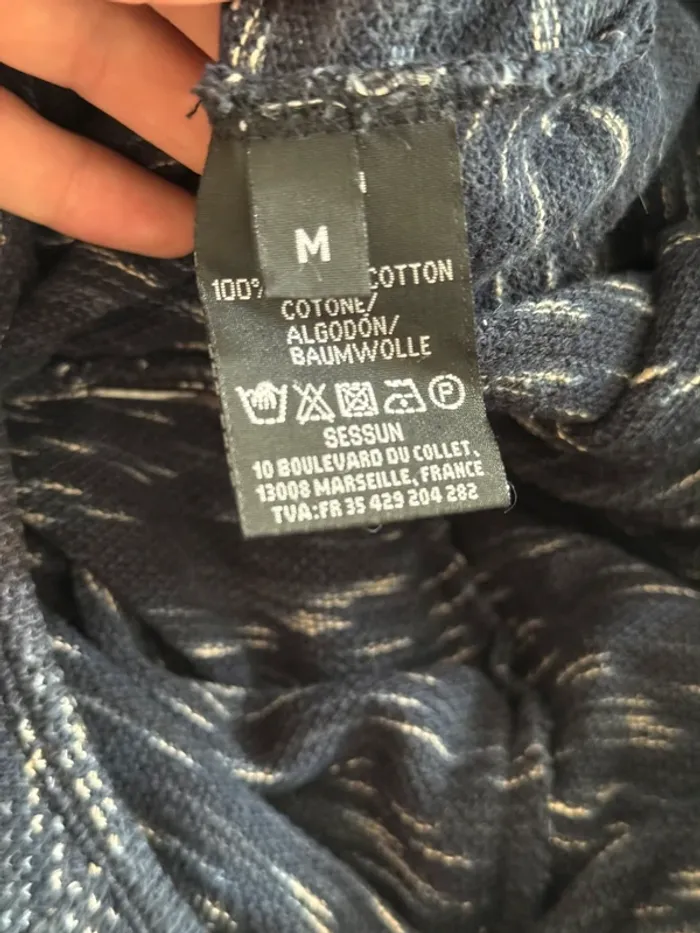 M
100% COTTON
COTONE/
ALGODÓN/
BAUMWOLLE
P
SESSUN
10 BOULEVARD DU COLLET,
13008 MARSEILLE, FRANCE
TVA:FR 35 429 204 282